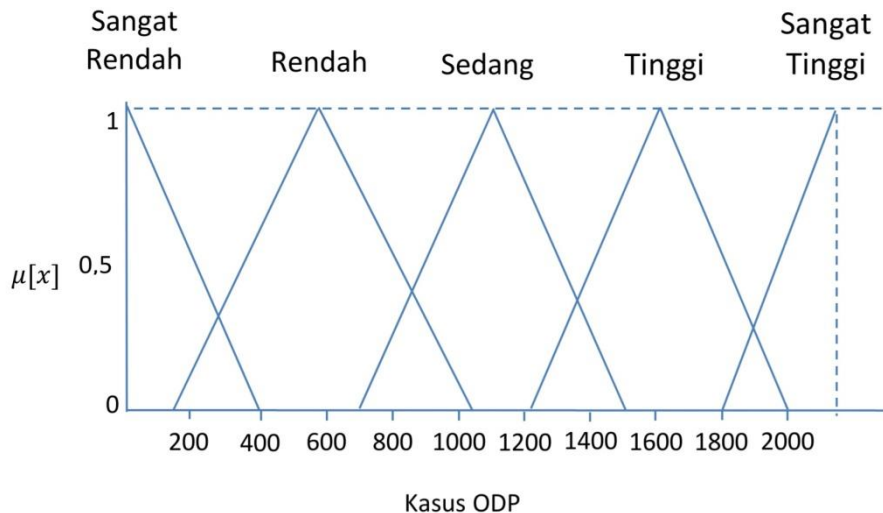 Sangat
Rendah
Rendah
Sedang
Tinggi
Sangat
Tinggi
1
0,5
μ[x]
0
200 400 600 800 1000 1200 1400 1600 1800 2000
Kasus ODP